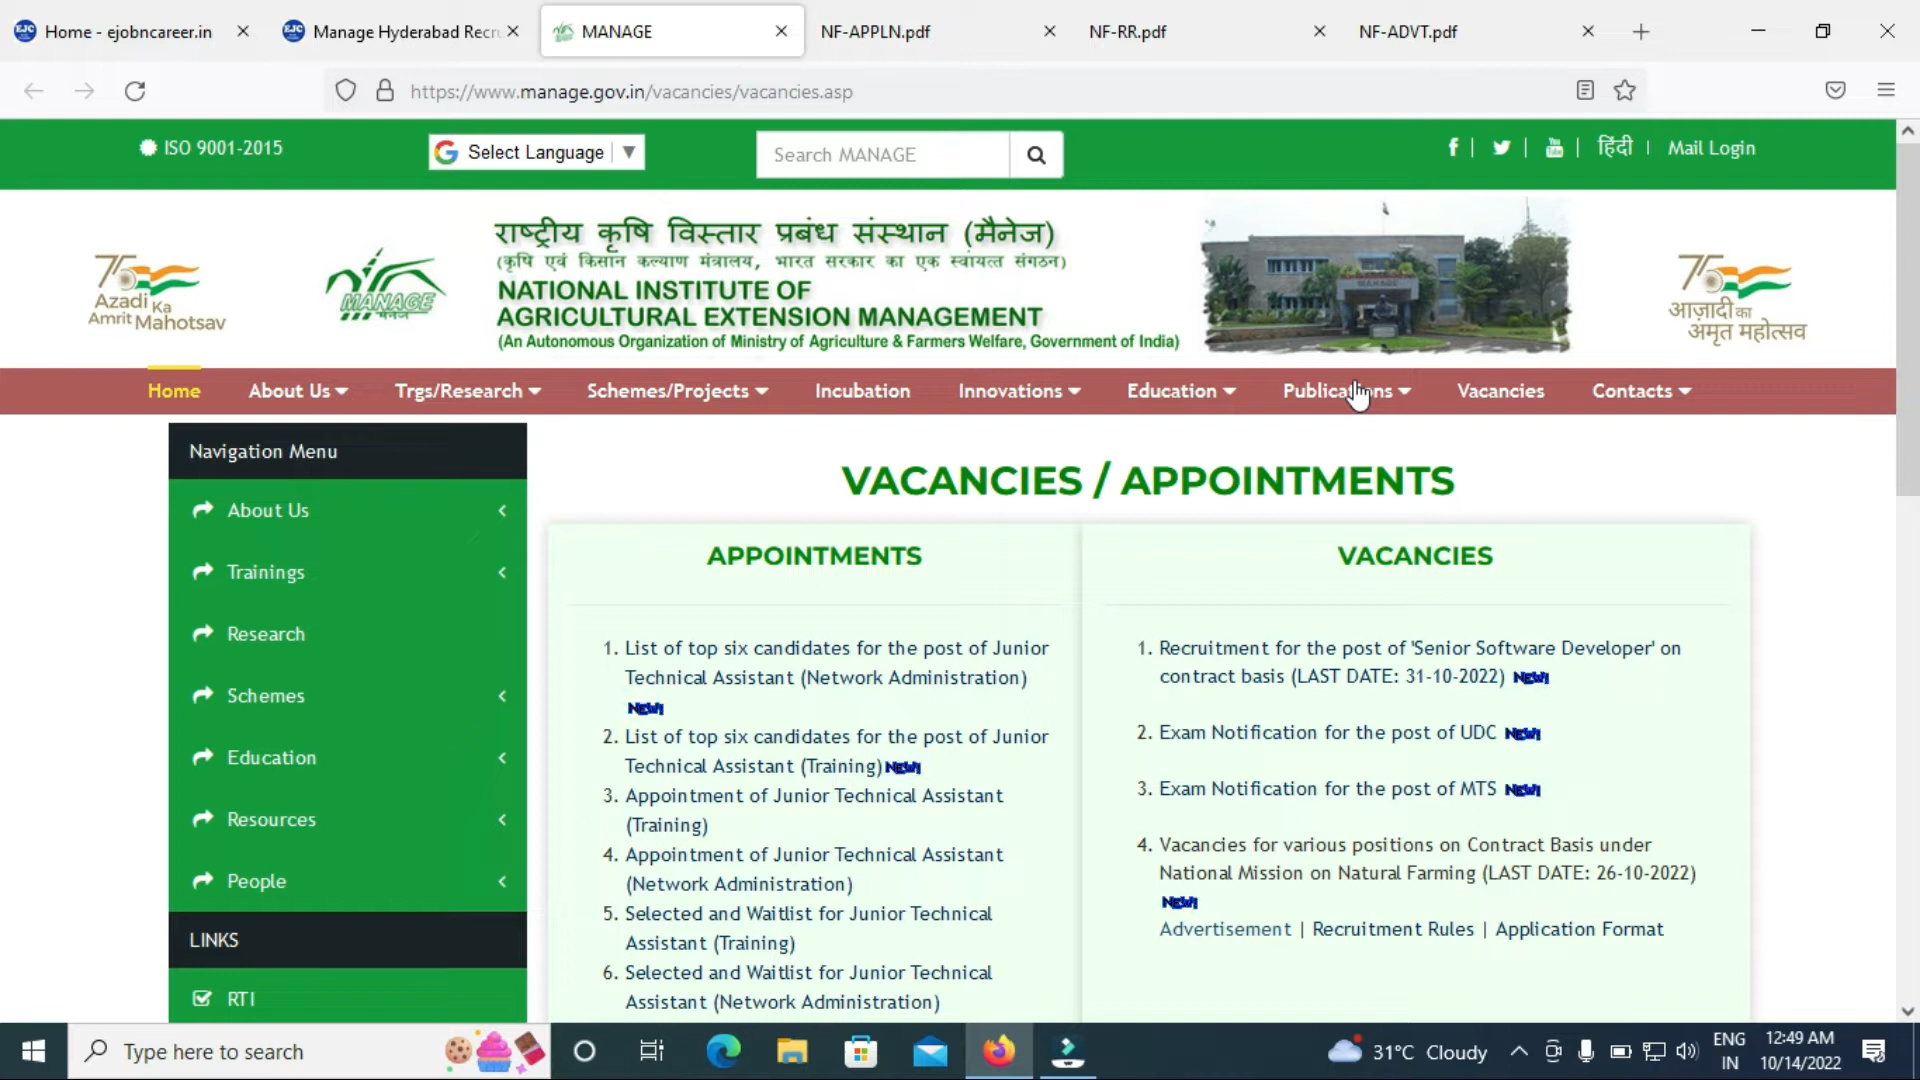 Home - ejobncareer.in
Manage Hyderabad Recru
MANAGE
NF-APPLN.pdf
NF-RR.pdf
NF-ADVT.pdf
https://www.manage.gov.in/vacancies/vacancies.asp
ISO 9001-2015
Select Language
Search MANAGE
हिंदी
Mail Login
75
Azadi Ka
Amrit Mahotsav
MANAGE
मैनेज
राष्ट्रीय कृषि विस्तार प्रबंध संस्थान (मैनेज)
(कृषि एवं किसान कल्याण मंत्रालय, भारत सरकार का एक स्वायत्त संगठन)
NATIONAL INSTITUTE OF
AGRICULTURAL EXTENSION MANAGEMENT
(An Autonomous Organization of Ministry of Agriculture & Farmers Welfare, Government of India)
MANAGE
75
आज़ादी का
अमृत महोत्सव
Home
About Us
Trgs/Research
Schemes/Projects
Incubation
Innovations
Education
Publications
Vacancies
Contacts
Navigation Menu
About Us
Trainings
Research
Schemes
Education
Resources
People
LINKS
RTI
VACANCIES / APPOINTMENTS
APPOINTMENTS
1. List of top six candidates for the post of Junior
Technical Assistant (Network Administration)
NEW!
2. List of top six candidates for the post of Junior
Technical Assistant (Training) NEW!
3. Appointment of Junior Technical Assistant
(Training)
4. Appointment of Junior Technical Assistant
(Network Administration)
5. Selected and Waitlist for Junior Technical
Assistant (Training)
6. Selected and Waitlist for Junior Technical
Assistant (Network Administration)
VACANCIES
1. Recruitment for the post of 'Senior Software Developer' on
contract basis (LAST DATE: 31-10-2022) NEW!
2. Exam Notification for the post of UDC NEW!
3. Exam Notification for the post of MTS NEW!
4. Vacancies for various positions on Contract Basis under
National Mission on Natural Farming (LAST DATE: 26-10-2022)
NEW!
Advertisement | Recruitment Rules | Application Format
Type here to search
31°C Cloudy
ENG
IN
12:49 AM
10/14/2022